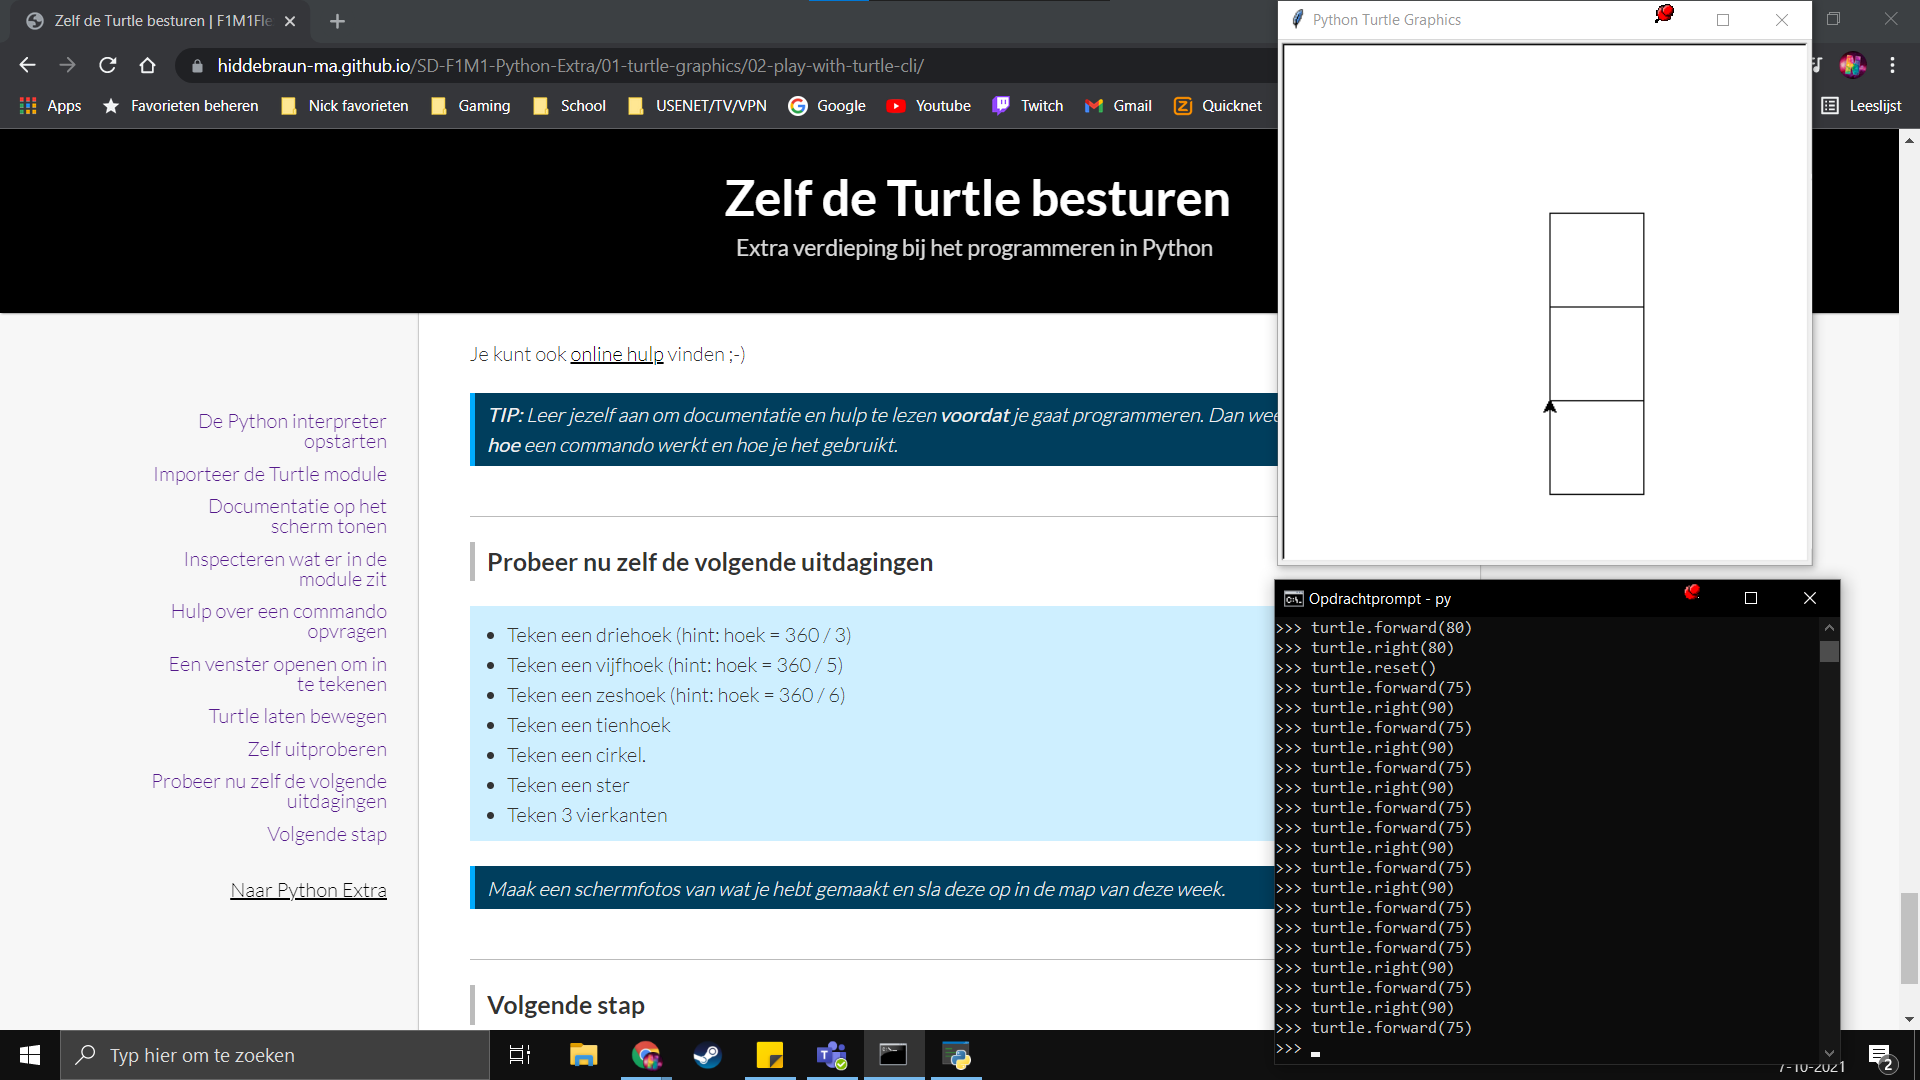 Zelf de Turtle besturen | F1M1Fle
hiddebraun-ma.github.io/SD-F1M1-Python-Extra/01-turtle-graphics/02-play-with-turtle-cli/
Apps
Favorieten beheren
Nick favorieten
Gaming
School
USENET/TV/VPN
Google
Youtube
Twitch
Gmail
Quicknet
Leeslijst
Zelf de Turtle besturen
Extra verdieping bij het programmeren in Python
De Python interpreter
opstarten
Importeer de Turtle module
Documentatie op het
scherm tonen
Inspecteren wat er in de
module zit
Hulp over een commando
opvragen
Een venster openen om in
te tekenen
Turtle laten bewegen
Zelf uitproberen
Probeer nu zelf de volgende
uitdagingen
Volgende stap
Naar Python Extra
Je kunt ook online hulp vinden ;-)
TIP: Leer jezelf aan om documentatie en hulp te lezen voordat je gaat programmeren. Dan wee
hoe een commando werkt en hoe je het gebruikt.
Probeer nu zelf de volgende uitdagingen
• Teken een driehoek (hint: hoek = 360 / 3)
• Teken een vijfhoek (hint: hoek = 360 / 5)
• Teken een zeshoek (hint: hoek = 360 / 6)
• Teken een tienhoek
• Teken een cirkel.
• Teken een ster
• Teken 3 vierkanten
Maak een schermfotos van wat je hebt gemaakt en sla deze op in de map van deze week.
Volgende stap
Python Turtle Graphics
Opdrachtprompt - py
>>> turtle.forward(80)
>>> turtle.right(80)
>>> turtle.reset()
>>> turtle.forward(75)
>>> turtle.right(90)
>>> turtle.forward(75)
>>> turtle.right(90)
>>> turtle.forward(75)
>>> turtle.right(90)
>>> turtle.forward(75)
>>> turtle.forward(75)
>>> turtle.right(90)
>>> turtle.forward(75)
>>> turtle.right(90)
>>> turtle.forward(75)
>>> turtle.forward(75)
>>> turtle.forward(75)
>>> turtle.right(90)
>>> turtle.forward(75)
>>> turtle.right(90)
>>> turtle.forward(75)
>>>
Typ hier om te zoeken
7-10-2021
2